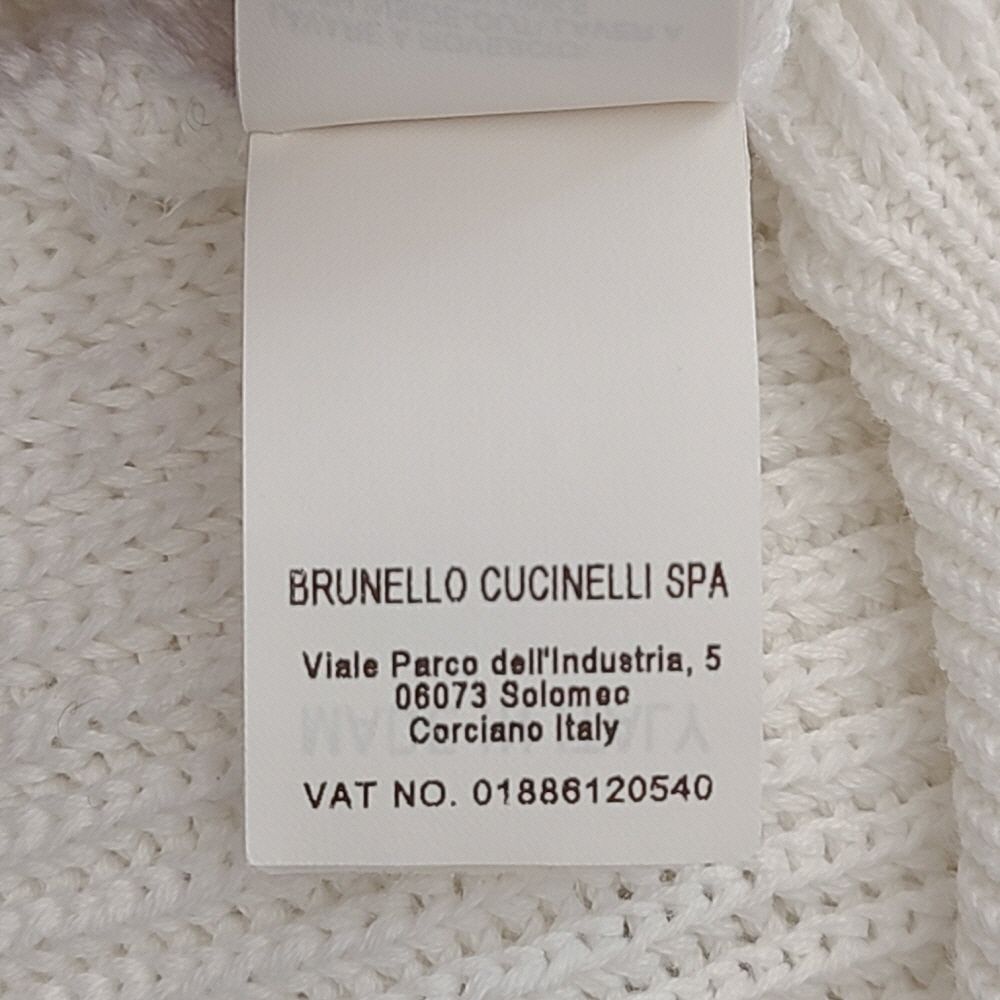 BRUNELLO CUCINELLI SPA
Viale Parco dell'Industria, 5
06073 Solomeo
Corciano Italy
VAT NO. 01886120540